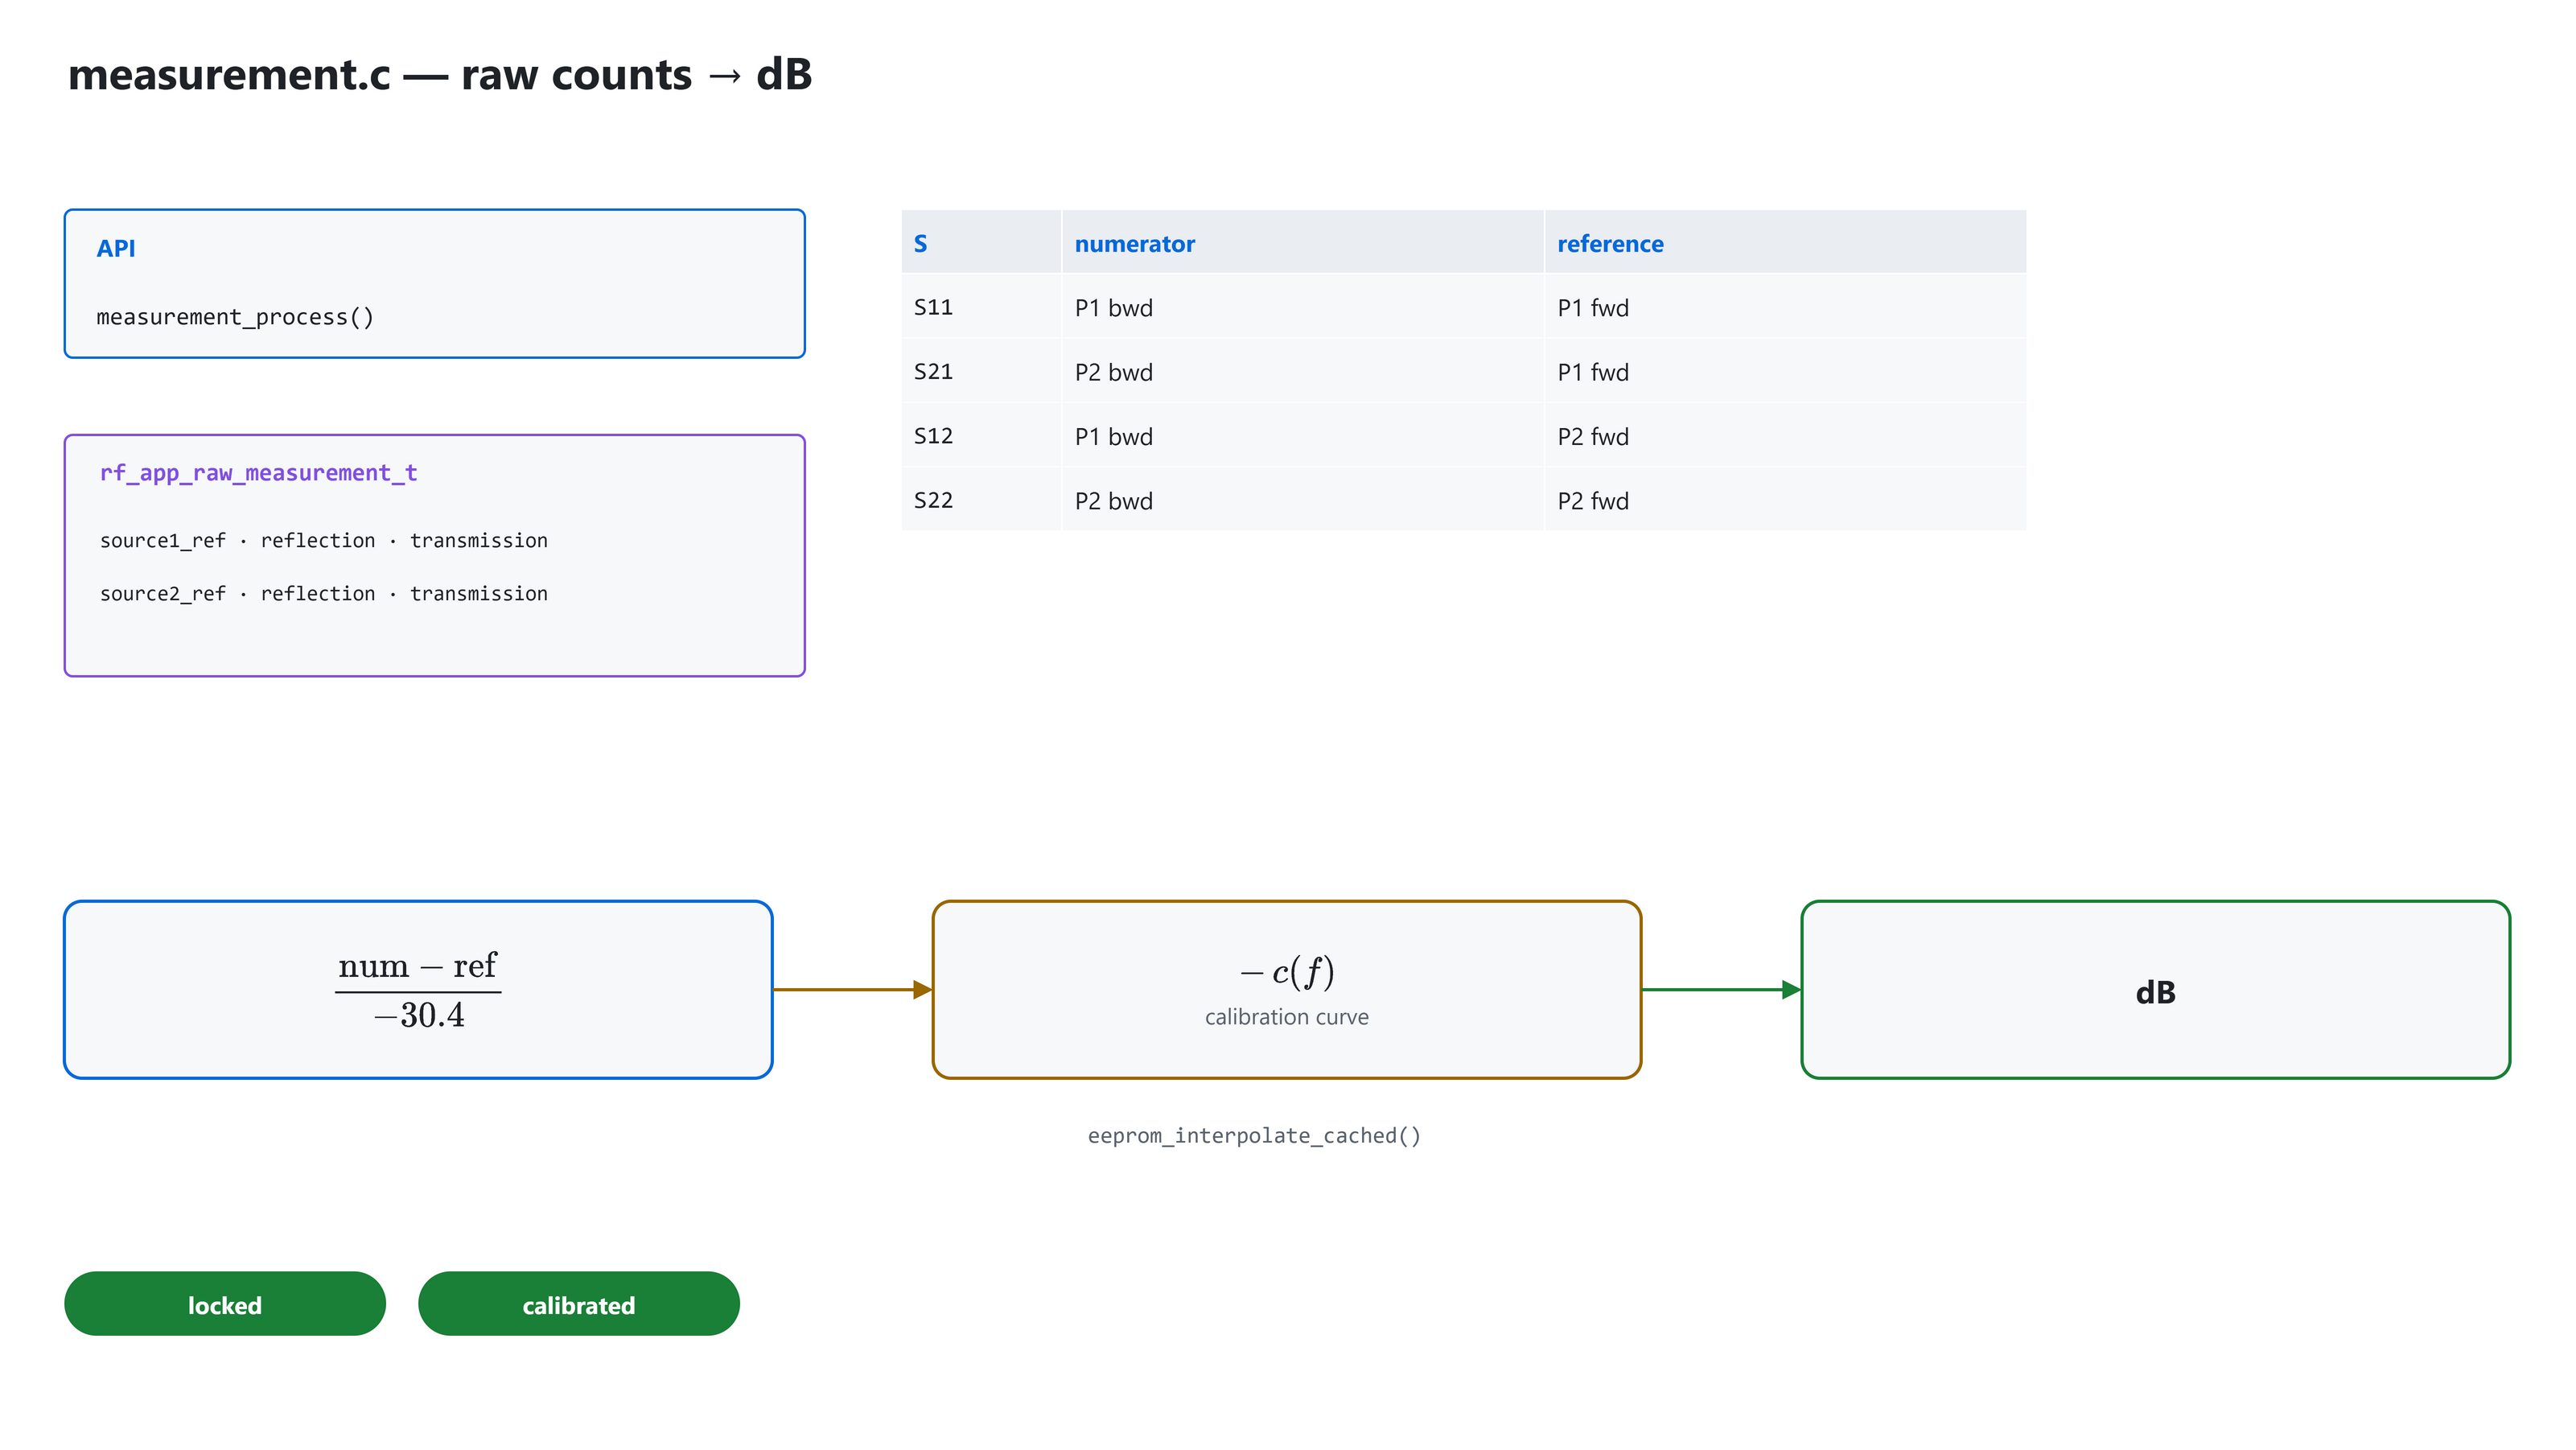 measurement.c — raw counts → dB
API
measurement_process()
rf_app_raw_measurement_t
source1_ref · reflection · transmission
source2_ref · reflection · transmission
S numerator reference
S11 P1 bwd P1 fwd
S21 P2 bwd P1 fwd
S12 P1 bwd P2 fwd
S22 P2 bwd P2 fwd
num − ref
−30.4
− c(f)
calibration curve
dB
eeprom_interpolate_cached()
locked calibrated